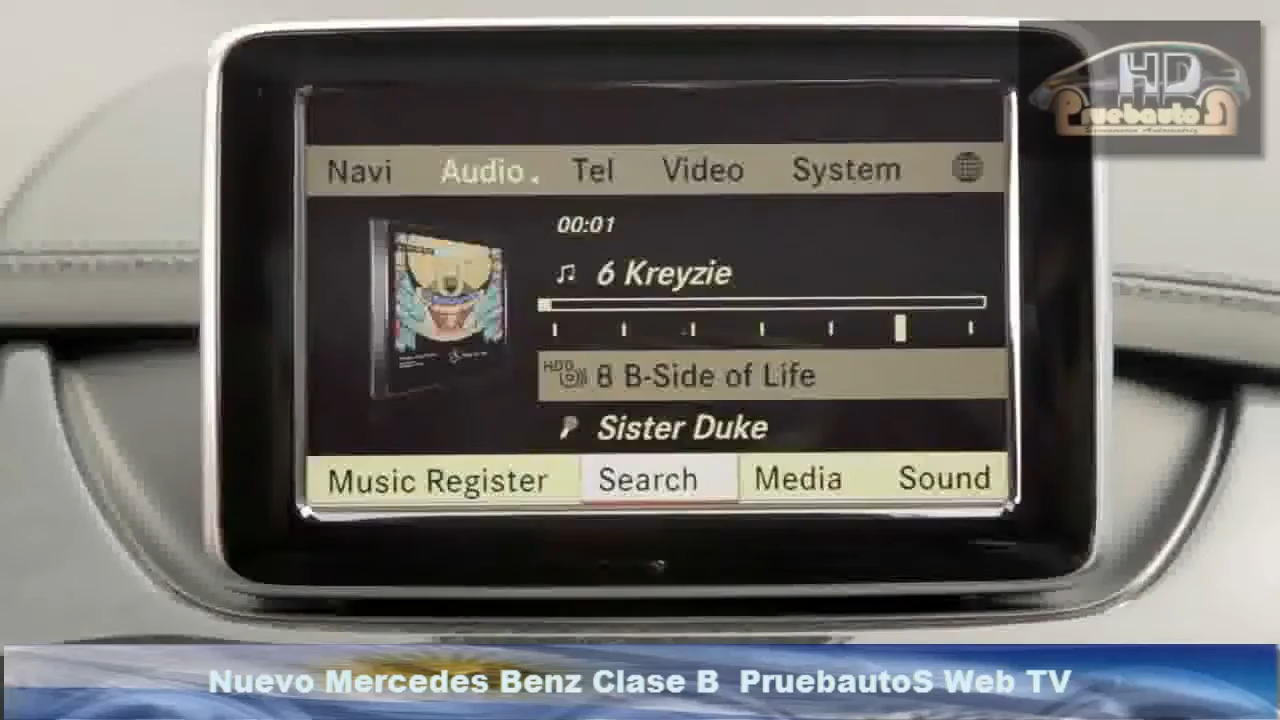 HD
PruebautoS
Navi Audio Tel Video System
00:01
6 Kreyzie
HDD 8 B-Side of Life
Sister Duke
Music Register Search Media Sound
Nuevo Mercedes Benz Clase B PruebautoS Web TV